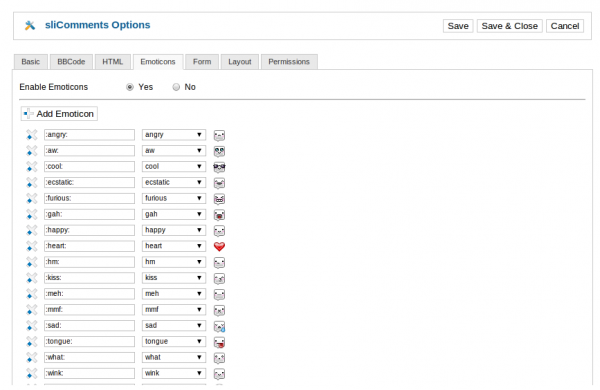 sliComments Options
Save Save & Close Cancel
Basic BBCode HTML Emoticons Form Layout Permissions
Enable Emoticons Yes No
Add Emoticon
:angry: angry
:aw: aw
:cool: cool
:ecstatic: ecstatic
:furious: furious
:gah: gah
:happy: happy
:heart: heart
:hm: hm
:kiss: kiss
:meh: meh
:mmf: mmf
:sad: sad
:tongue: tongue
:what: what
:wink: wink